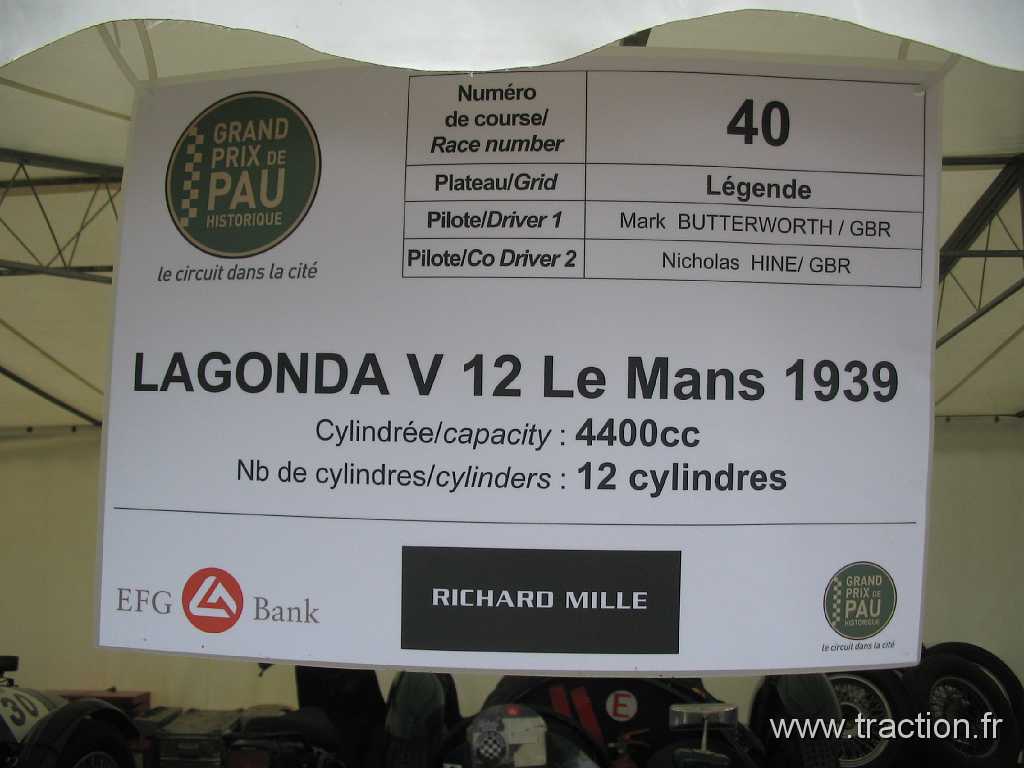 GRAND
PRIX DE
PAU
HISTORIQUE
le circuit dans la cité
Numéro
de course/
Race number
40
Plateau/Grid
Légende
Pilote/Driver 1
Mark BUTTERWORTH / GBR
Pilote/Co Driver 2
Nicholas HINE/ GBR
LAGONDA V 12 Le Mans 1939
Cylindrée/capacity : 4400cc
Nb de cylindres/cylinders : 12 cylindres
EFG Bank
RICHARD MILLE
GRAND
PRIX DE
PAU
HISTORIQUE
le circuit dans la cité
30
E
www.traction.fr